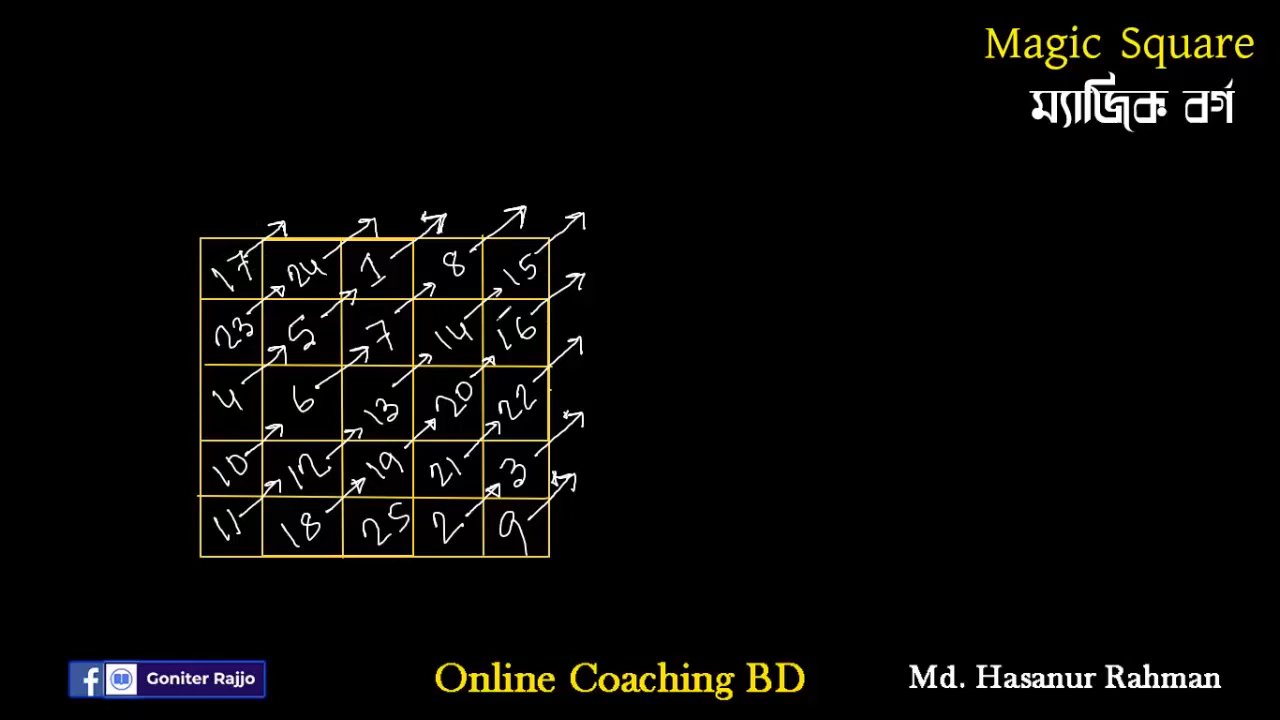 Magic Square
ম্যাজিক বর্গ
17 24 1 8 15
23 5 7 14 16
4 6 13 20 22
10 12 19 21 3
11 18 25 2 9
Goniter Rajjo
Online Coaching BD
Md. Hasanur Rahman